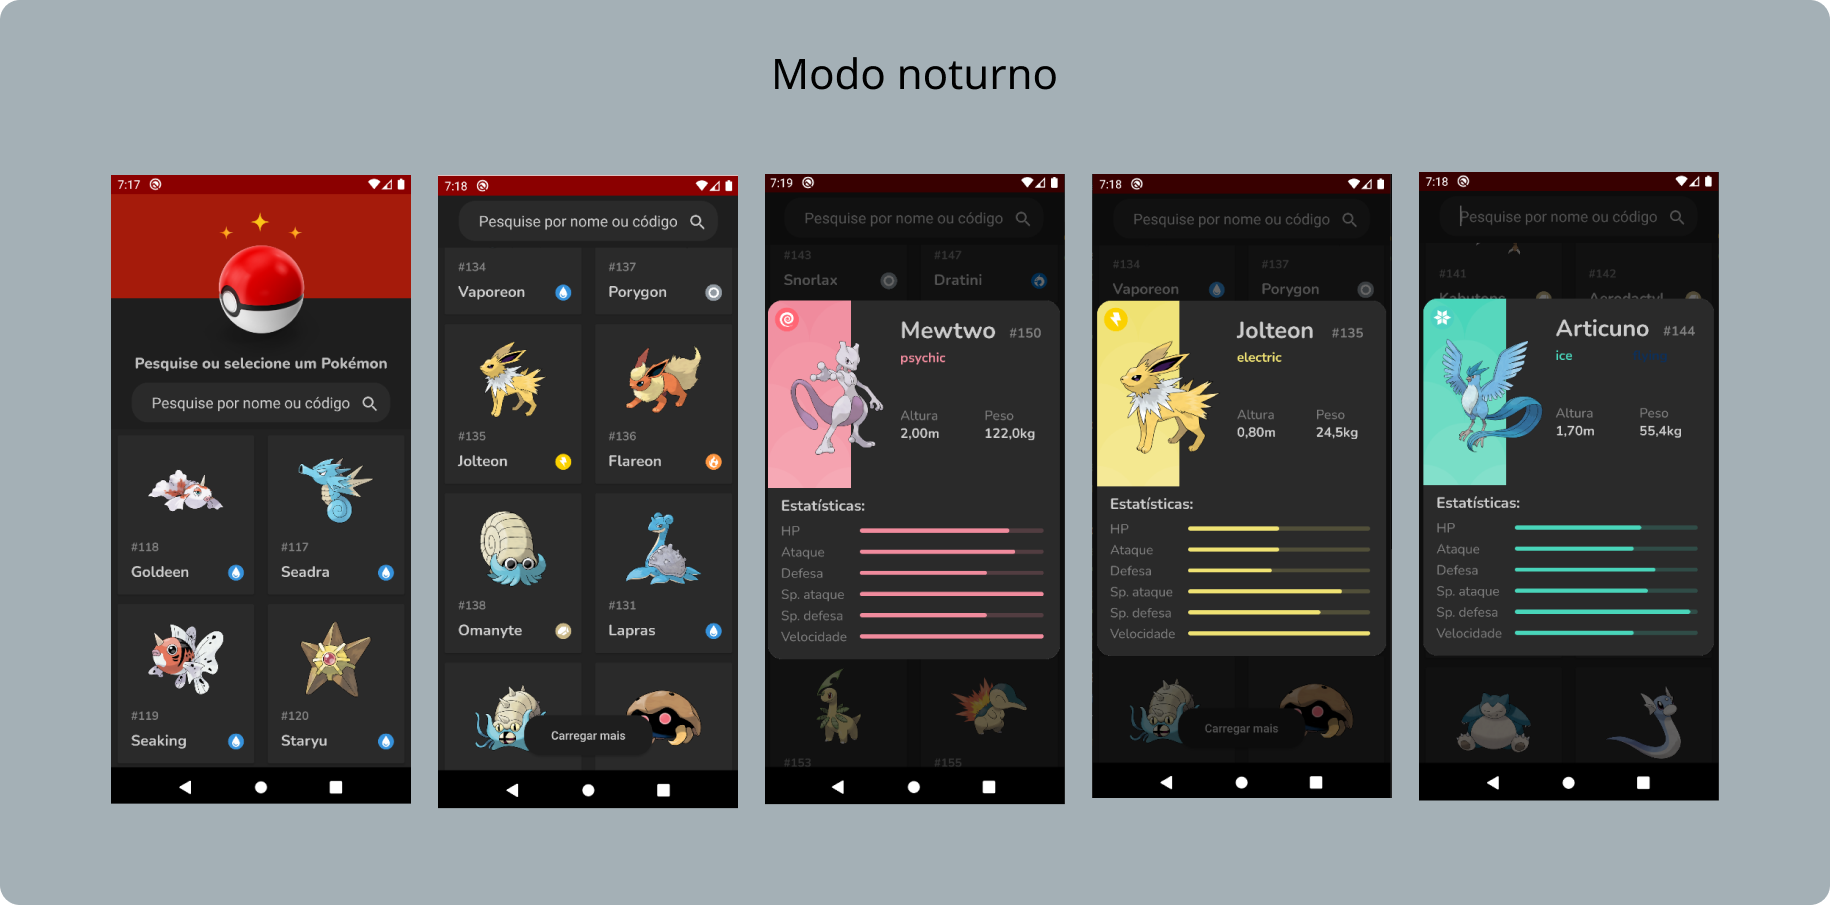 Modo noturno
7:17
Pesquise ou selecione um Pokémon
Pesquise por nome ou código
#118
Goldeen
#117
Seadra
#119
Seaking
#120
Staryu
7:18
Pesquise por nome ou código
#134
Vaporeon
#137
Porygon
#135
Jolteon
#136
Flareon
#138
Omanyte
#131
Lapras
Carregar mais
7:19
Pesquise por nome ou código
#143
Snorlax
#147
Dratini
Mewtwo #150
psychic
Altura Peso
2,00m 122,0kg
Estatísticas:
HP
Ataque
Defesa
Sp. ataque
Sp. defesa
Velocidade
#153
#155
7:18
Pesquise por nome ou código
#134
Vaporeon
#137
Porygon
Jolteon #135
electric
Altura Peso
0,80m 24,5kg
Estatísticas:
HP
Ataque
Defesa
Sp. ataque
Sp. defesa
Velocidade
Carregar mais
7:18
Pesquise por nome ou código
#141
Kabutops
#142
Aerodactyl
Articuno #144
ice
Altura Peso
1,70m 55,4kg
Estatísticas:
HP
Ataque
Defesa
Sp. ataque
Sp. defesa
Velocidade